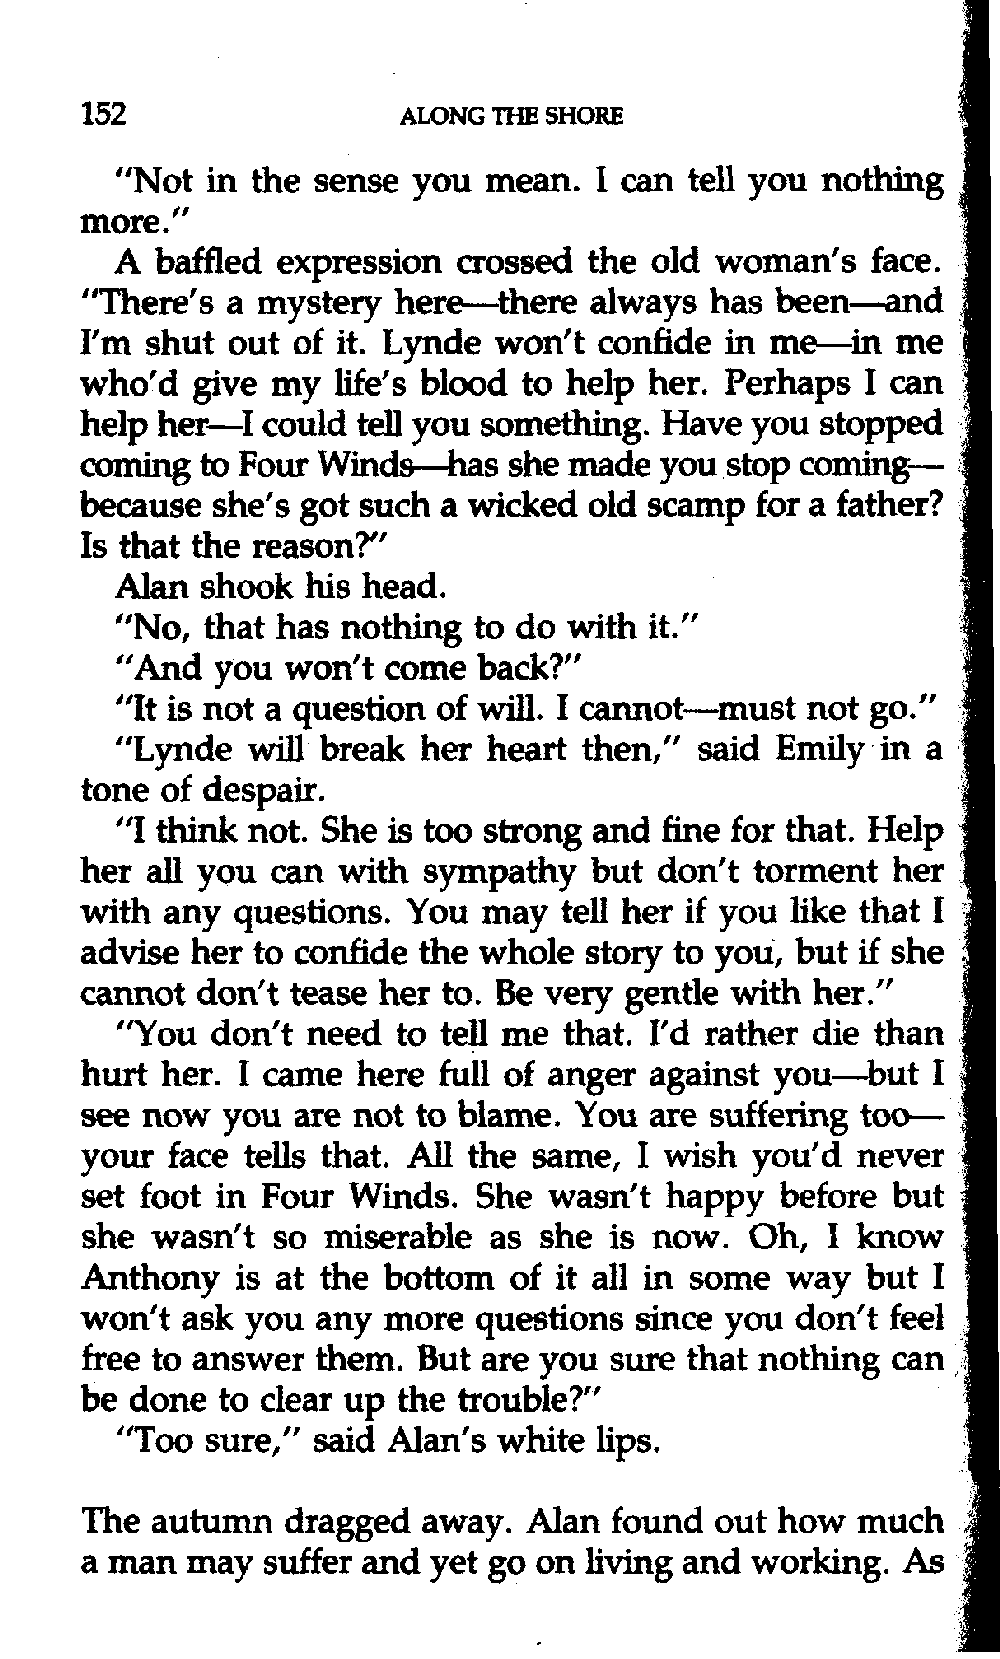 152 ALONG THE SHORE
"Not in the sense you mean. I can tell you nothing
more."
A baffled expression crossed the old woman's face.
"There's a mystery here—there always has been—and
I'm shut out of it. Lynde won't confide in me—in me
who'd give my life's blood to help her. Perhaps I can
help her—I could tell you something. Have you stopped
coming to Four Winds—has she made you stop coming—
because she's got such a wicked old scamp for a father?
Is that the reason?"
Alan shook his head.
"No, that has nothing to do with it."
"And you won't come back?"
"It is not a question of will. I cannot—must not go."
"Lynde will break her heart then," said Emily in a
tone of despair.
"I think not. She is too strong and fine for that. Help
her all you can with sympathy but don't torment her
with any questions. You may tell her if you like that I
advise her to confide the whole story to you, but if she
cannot don't tease her to. Be very gentle with her."
"You don't need to tell me that. I'd rather die than
hurt her. I came here full of anger against you—but I
see now you are not to blame. You are suffering too—
your face tells that. All the same, I wish you'd never
set foot in Four Winds. She wasn't happy before but
she wasn't so miserable as she is now. Oh, I know
Anthony is at the bottom of it all in some way but I
won't ask you any more questions since you don't feel
free to answer them. But are you sure that nothing can
be done to clear up the trouble?"
"Too sure," said Alan's white lips.
The autumn dragged away. Alan found out how much
a man may suffer and yet go on living and working. As